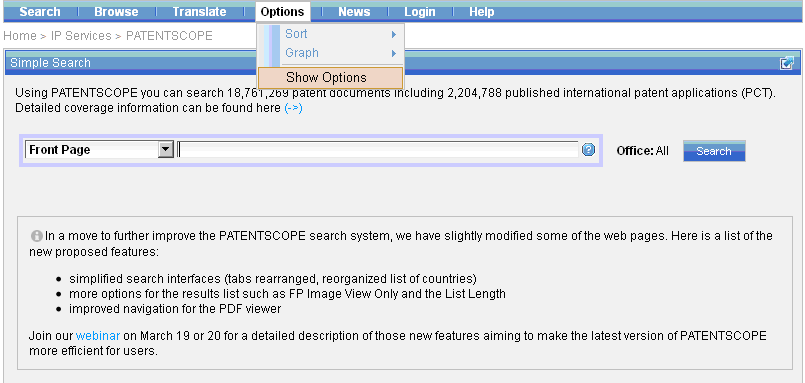 Search Browse Translate Options News Login Help
Home > IP Services > PATENTSCOPE
Sort
Graph
Show Options
Simple Search
Using PATENTSCOPE you can search 18,761,269 patent documents including 2,204,788 published international patent applications (PCT).
Detailed coverage information can be found here (->)
Front Page ? Office: All Search
In a move to further improve the PATENTSCOPE search system, we have slightly modified some of the web pages. Here is a list of the
new proposed features:
• simplified search interfaces (tabs rearranged, reorganized list of countries)
• more options for the results list such as FP Image View Only and the List Length
• improved navigation for the PDF viewer
Join our webinar on March 19 or 20 for a detailed description of those new features aiming to make the latest version of PATENTSCOPE
more efficient for users.